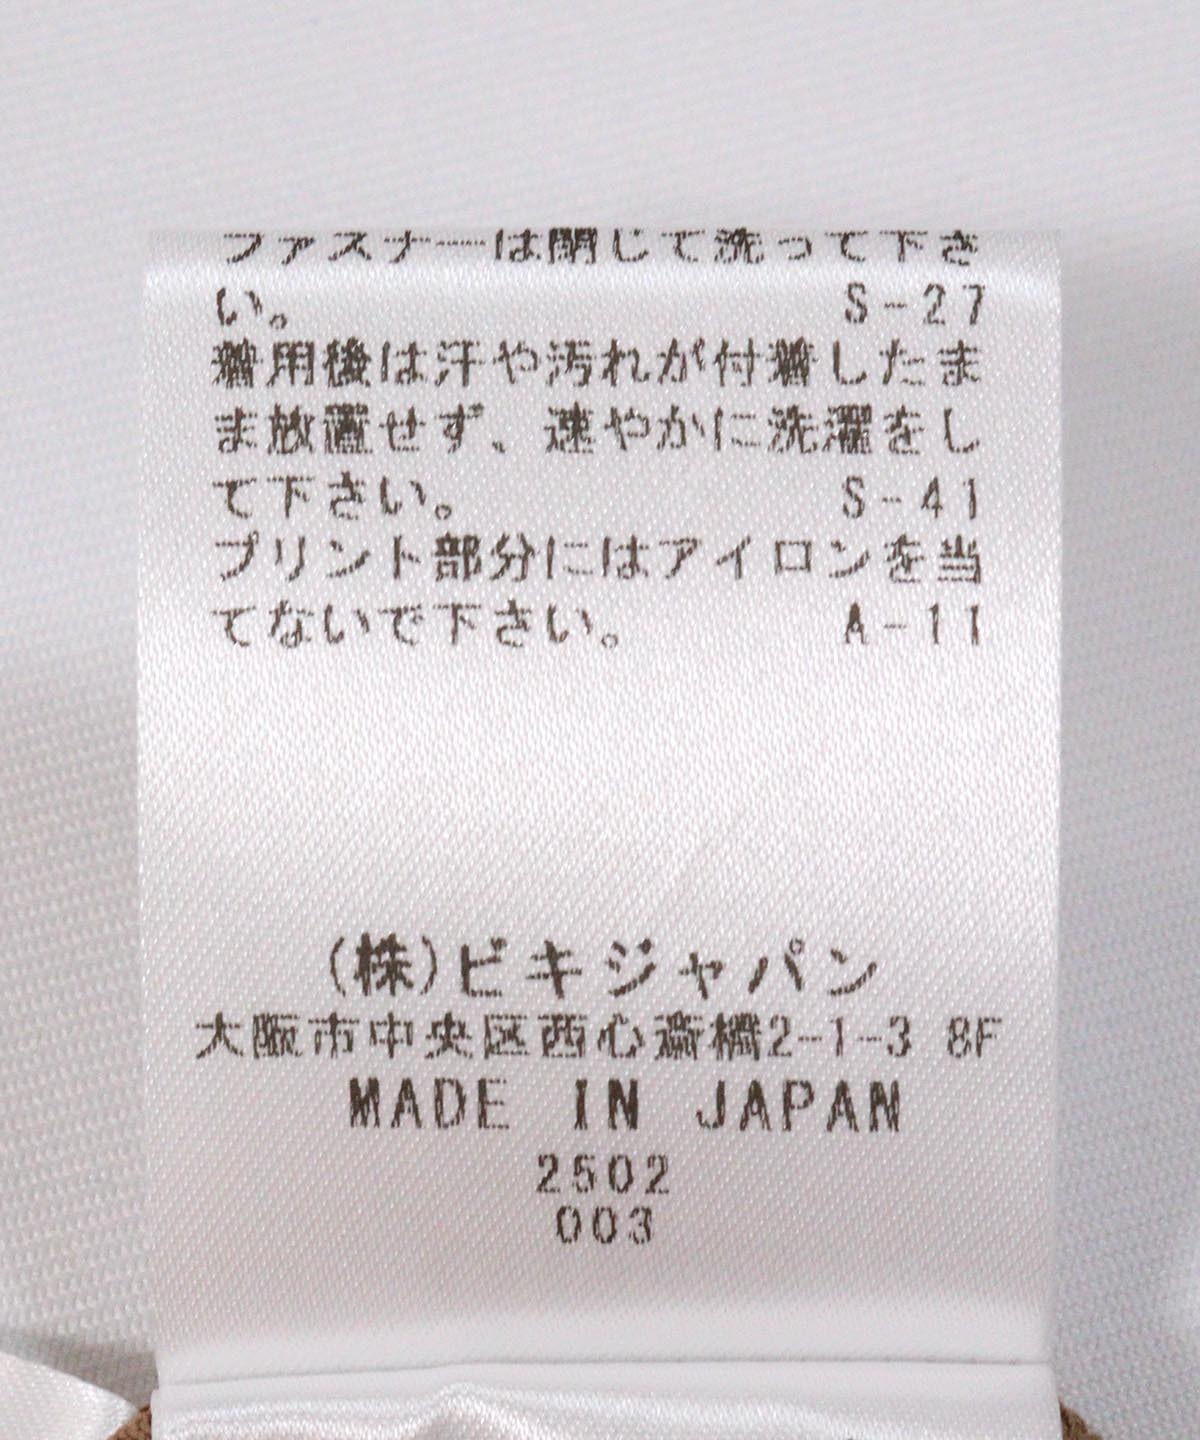 ファスナーは閉じて洗って下さ
い。 S-27
着用後は汗や汚れが付着したま
ま放置せず、速やかに洗濯をし
て下さい。 S-41
プリント部分にはアイロンを当
てないで下さい。 A-11
(株)ビキジャパン
大阪市中央区西心斎橋2-1-3 8F
MADE IN JAPAN
2502
003